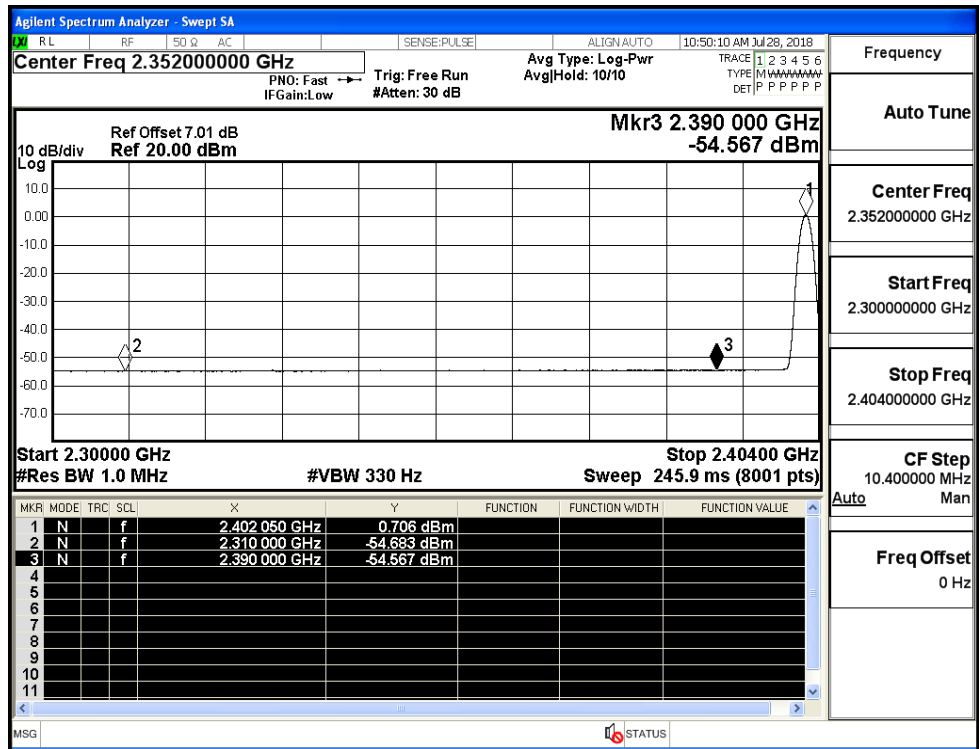 Agilent Spectrum Analyzer - Swept SA
LXI RL RF 50 Ω AC SENSE:PULSE ALIGN AUTO 10:50:10 AM Jul 28, 2018
Center Freq 2.352000000 GHz
PNO: Fast
IFGain:Low
Trig: Free Run
#Atten: 30 dB
Avg Type: Log-Pwr
Avg|Hold: 10/10
TRACE 1 2 3 4 5 6
TYPE M WWWWW
DET P P P P P P
Ref Offset 7.01 dB
10 dB/div Ref 20.00 dBm
Log
Mkr3 2.390 000 GHz
-54.567 dBm
10.0
0.00
-10.0
-20.0
-30.0
-40.0
-50.0
-60.0
-70.0
1
2
3
Start 2.30000 GHz
Stop 2.40400 GHz
#Res BW 1.0 MHz
#VBW 330 Hz
Sweep 245.9 ms (8001 pts)
MKR MODE TRC SCL X Y FUNCTION FUNCTION WIDTH FUNCTION VALUE
1 N f 2.402 050 GHz 0.706 dBm
2 N f 2.310 000 GHz -54.683 dBm
3 N f 2.390 000 GHz -54.567 dBm
4
5
6
7
8
9
10
11
MSG
STATUS
Frequency
Auto Tune
Center Freq
2.352000000 GHz
Start Freq
2.300000000 GHz
Stop Freq
2.404000000 GHz
CF Step
10.400000 MHz
Auto Man
Freq Offset
0 Hz